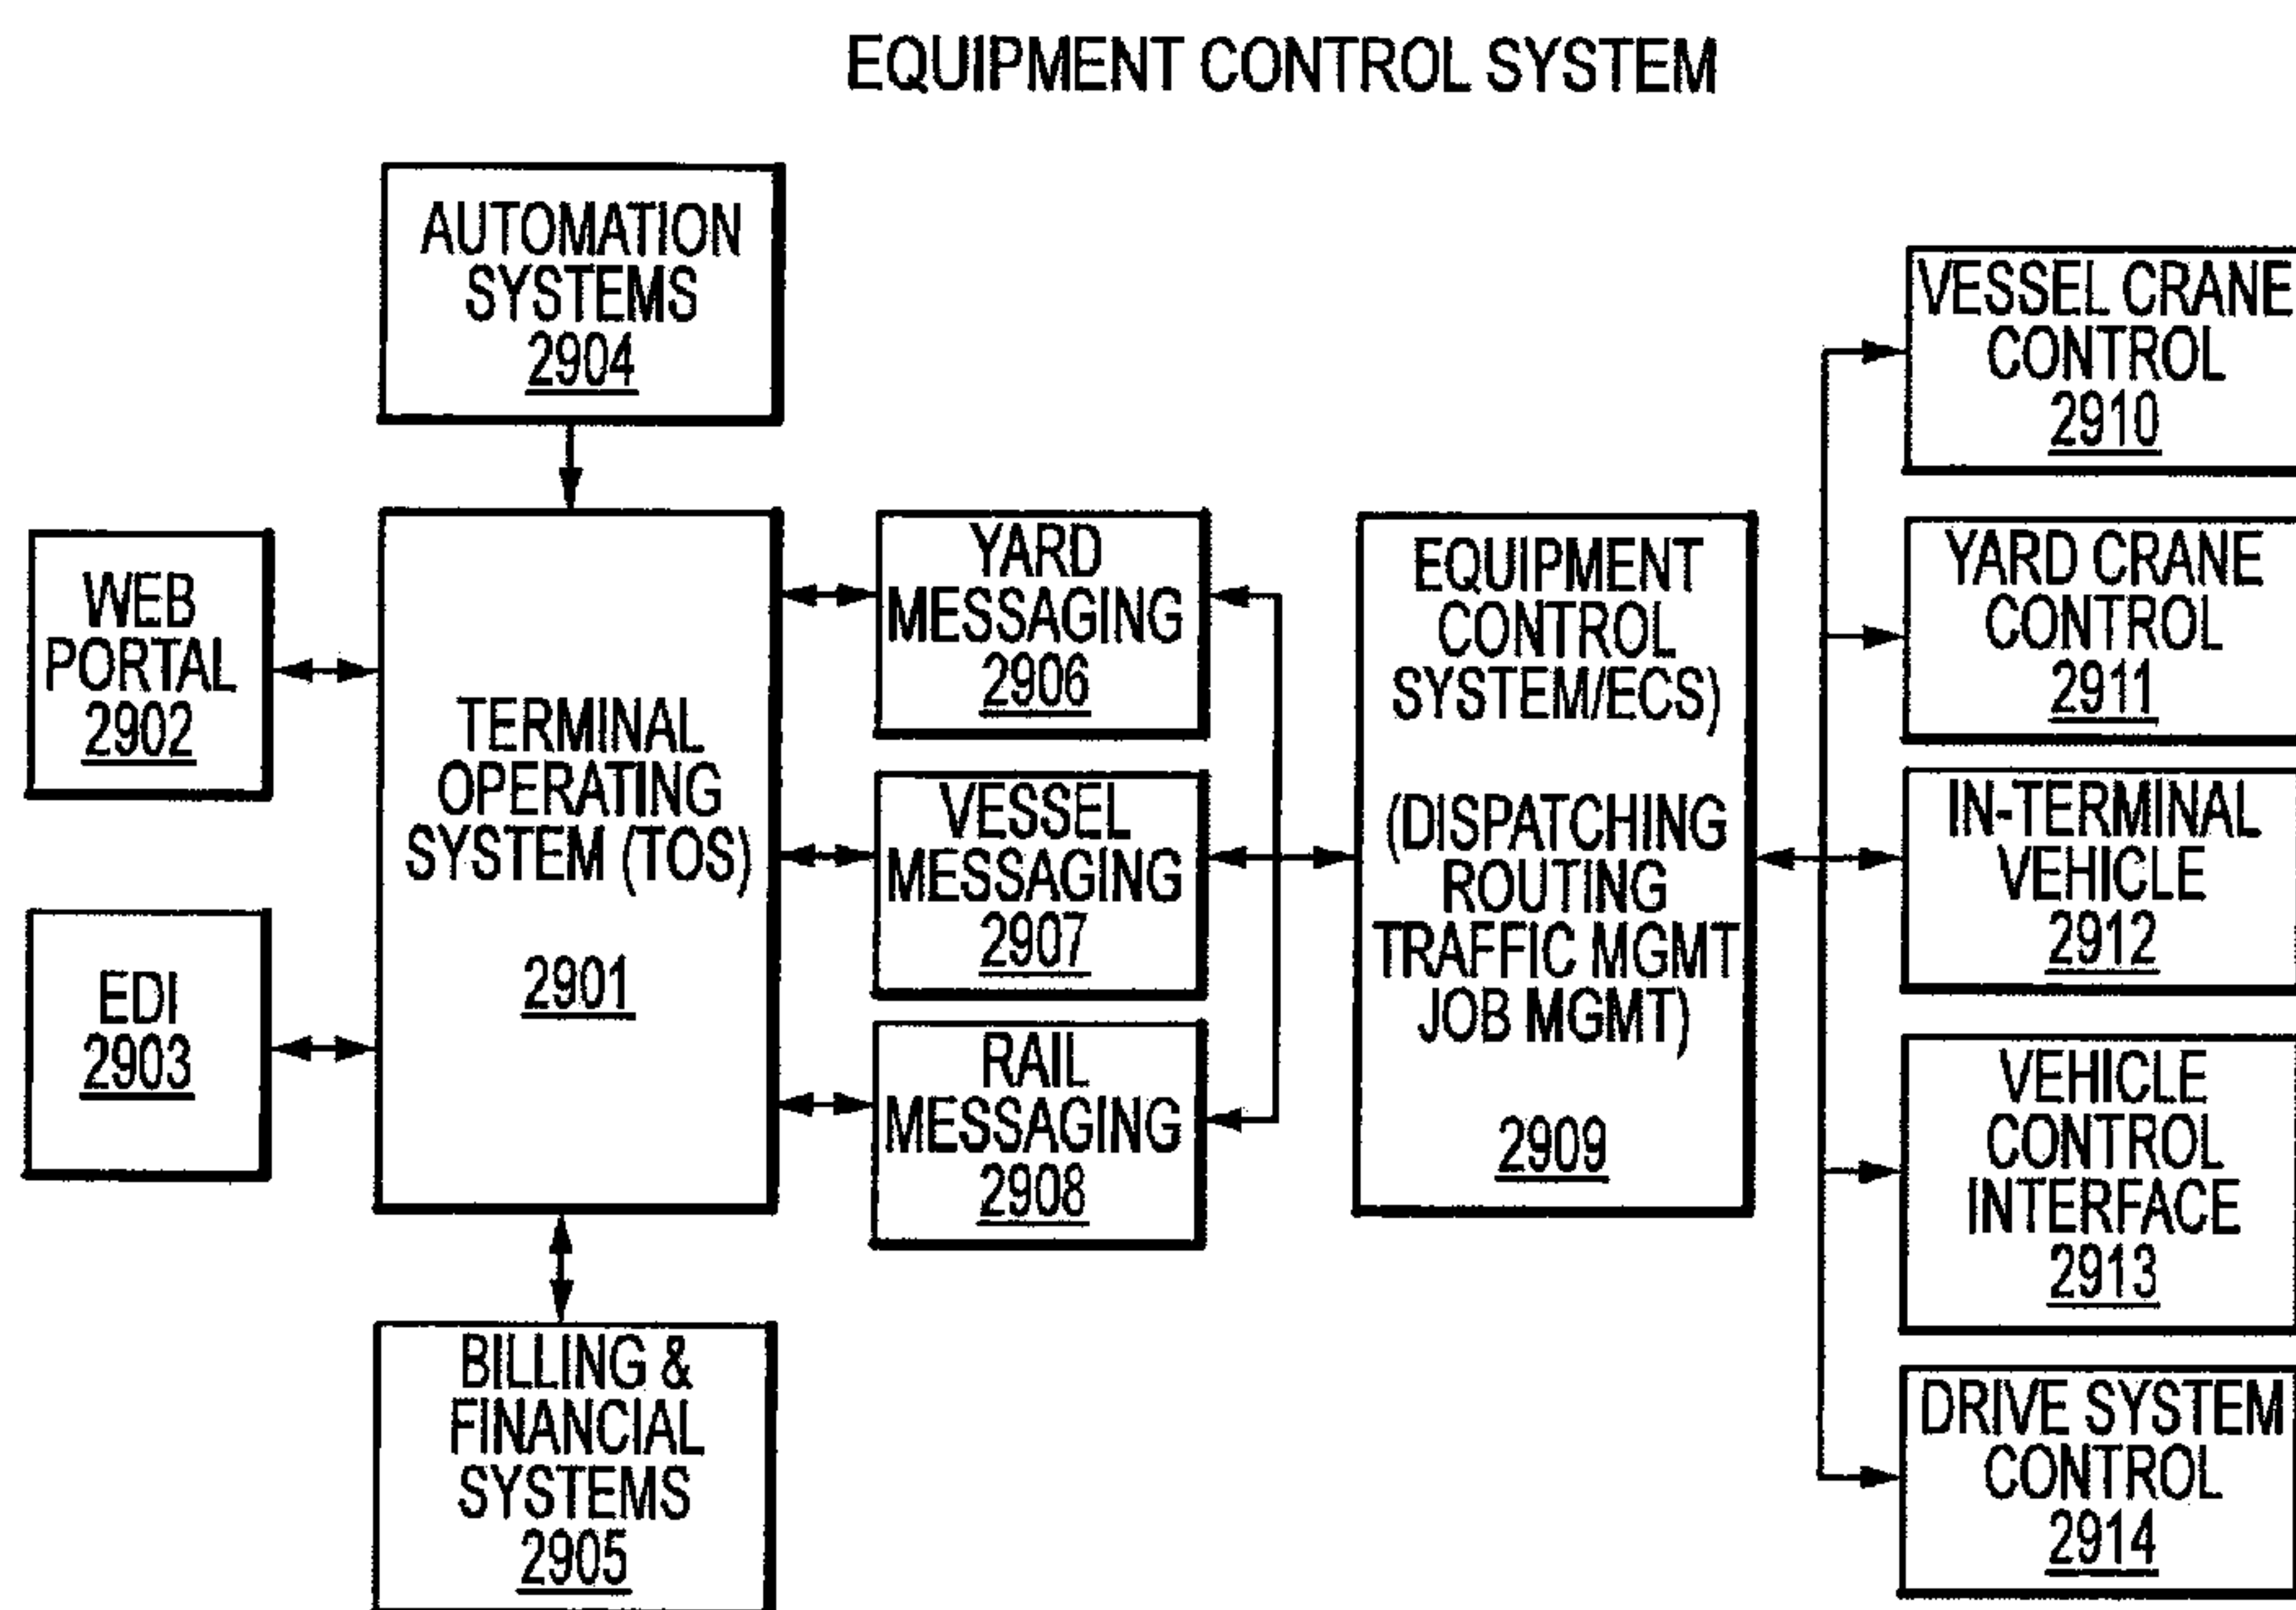 EQUIPMENT CONTROL SYSTEM
AUTOMATION
SYSTEMS
2904
WEB
PORTAL
2902
EDI
2903
TERMINAL
OPERATING
SYSTEM (TOS)
2901
BILLING &
FINANCIAL
SYSTEMS
2905
YARD
MESSAGING
2906
VESSEL
MESSAGING
2907
RAIL
MESSAGING
2908
EQUIPMENT
CONTROL
SYSTEM/ECS)
(DISPATCHING
ROUTING
TRAFFIC MGMT
JOB MGMT)
2909
VESSEL CRANE
CONTROL
2910
YARD CRANE
CONTROL
2911
IN-TERMINAL
VEHICLE
2912
VEHICLE
CONTROL
INTERFACE
2913
DRIVE SYSTEM
CONTROL
2914